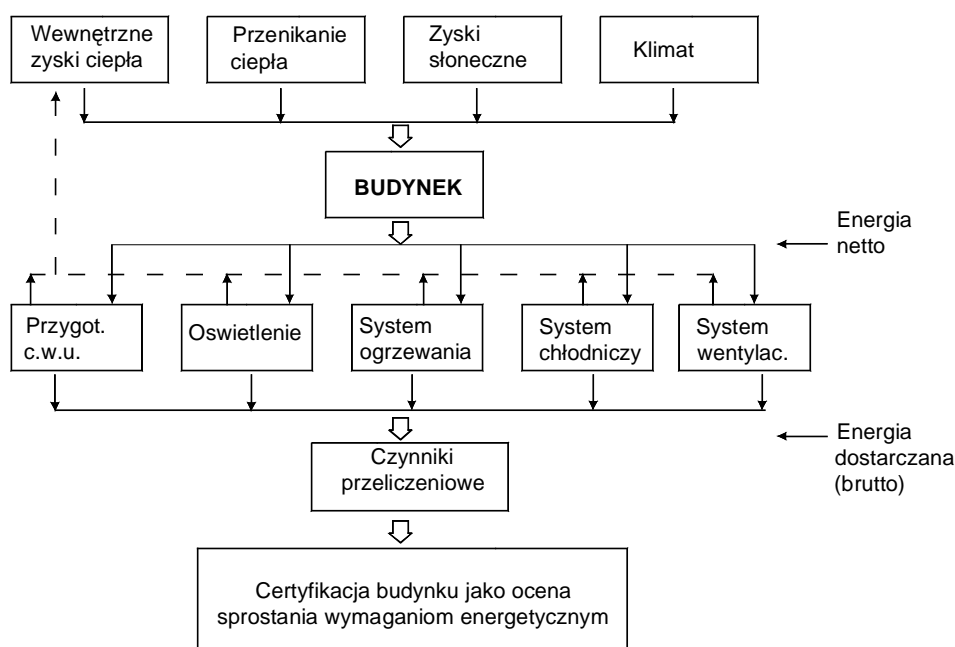 Wewnętrzne
zyski ciepła
Przenikanie
ciepła
Zyski
słoneczne
Klimat
BUDYNEK
Energia
netto
Przygot.
c.w.u.
Oswietlenie
System
ogrzewania
System
chłodniczy
System
wentylac.
Energia
dostarczana
(brutto)
Czynniki
przeliczeniowe
Certyfikacja budynku jako ocena
sprostania wymaganiom energetycznym